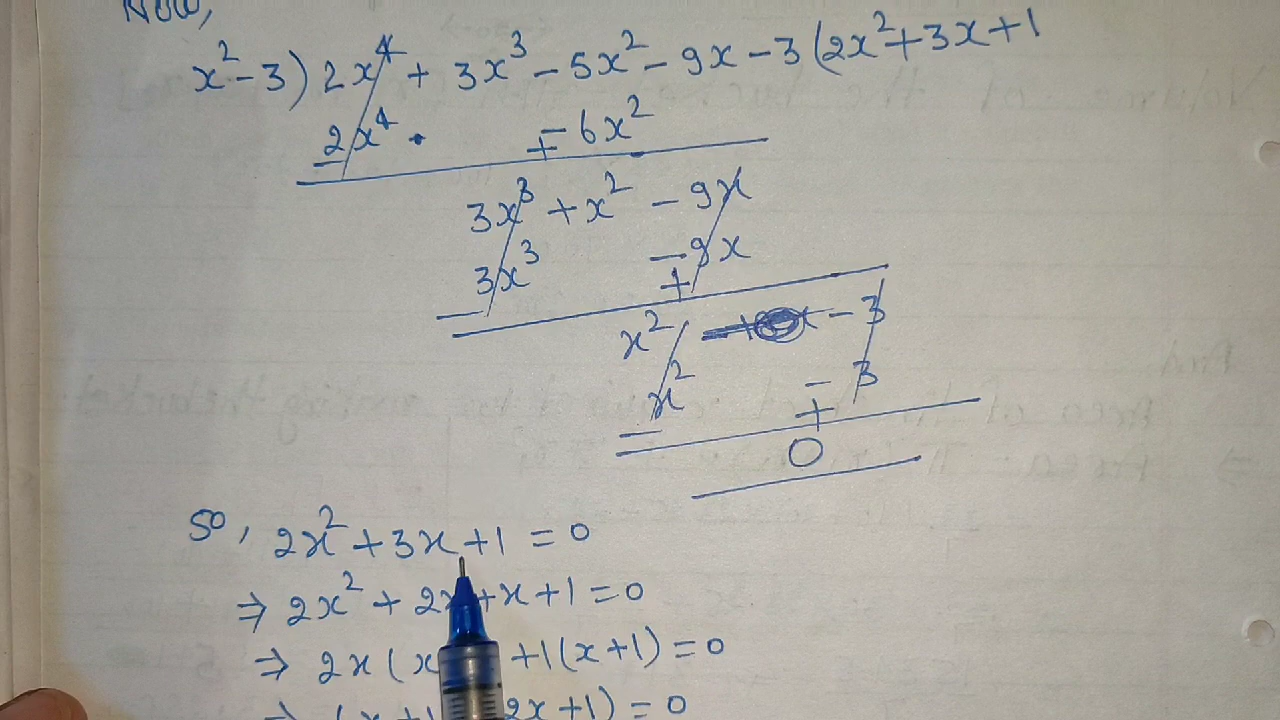 Now,
x² - 3) 2x⁴ + 3x³ - 5x² - 9x - 3 (2x² + 3x + 1
2x⁴ - 6x²
- +
3x³ + x² - 9x
3x³ - 9x
- +
x² - 3
x² - 3
- +
0
So, 2x² + 3x + 1 = 0
⇒ 2x² + 2x + x + 1 = 0
⇒ 2x (x + 1 (x + 1) = 0
⇒ (x + 1 2x + 1) = 0